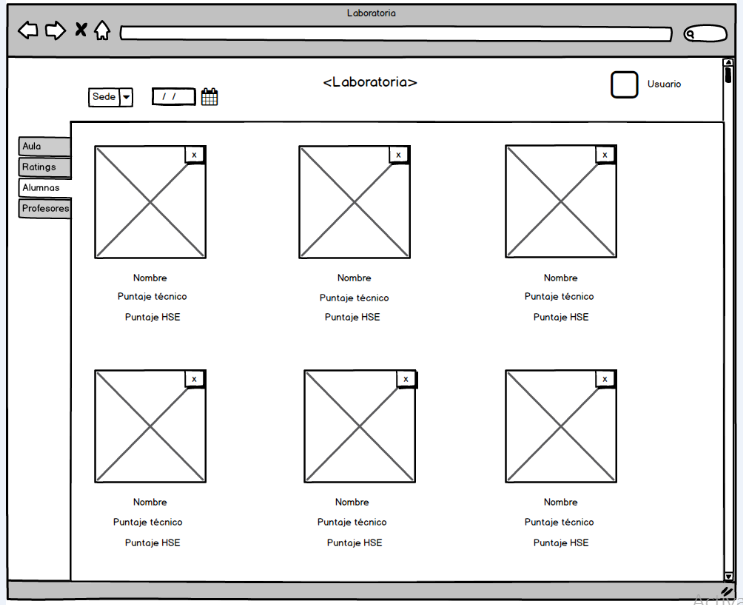 Laboratoria
<Laboratoria>
Usuario
Sede
/ /
Aula
Ratings
Alumnas
Profesores
x x x
Nombre Nombre Nombre
Puntaje técnico Puntaje técnico Puntaje técnico
Puntaje HSE Puntaje HSE Puntaje HSE
x x x
Nombre Nombre Nombre
Puntaje técnico Puntaje técnico Puntaje técnico
Puntaje HSE Puntaje HSE Puntaje HSE